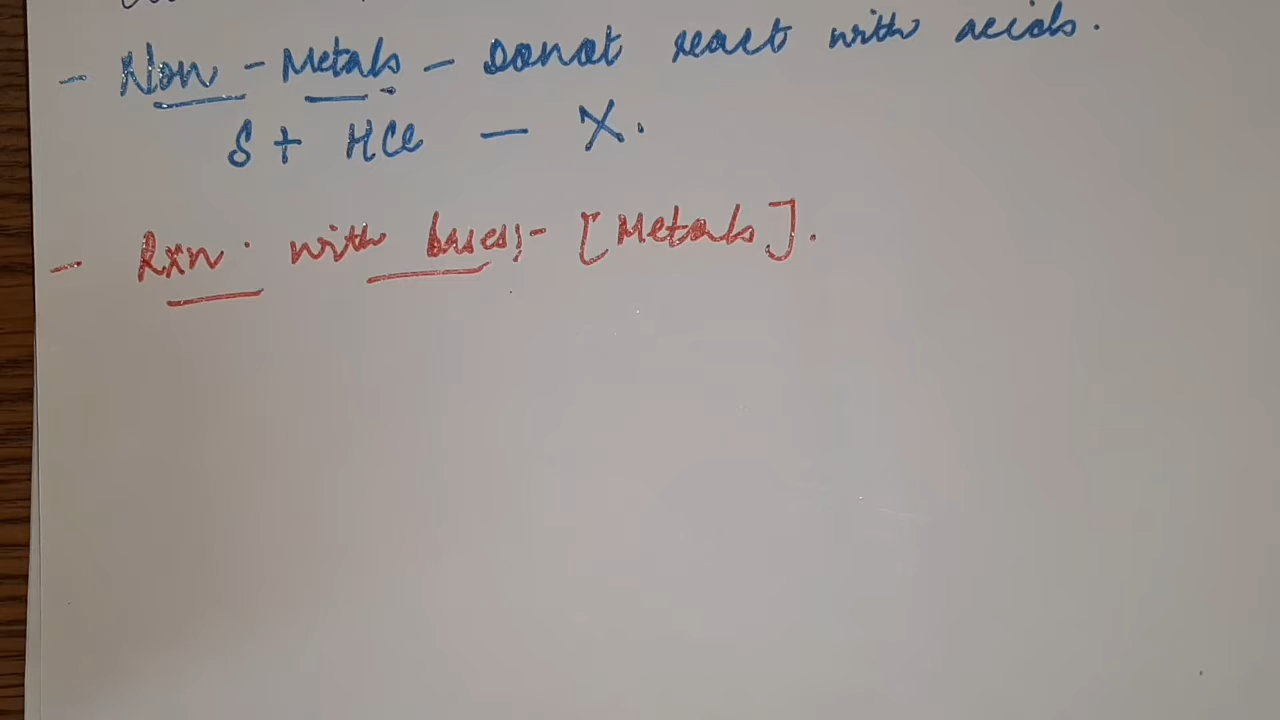 - Non - Metals - Donot react with acids.
S + HCl - X.
- Rxn. with bases;- [Metals].